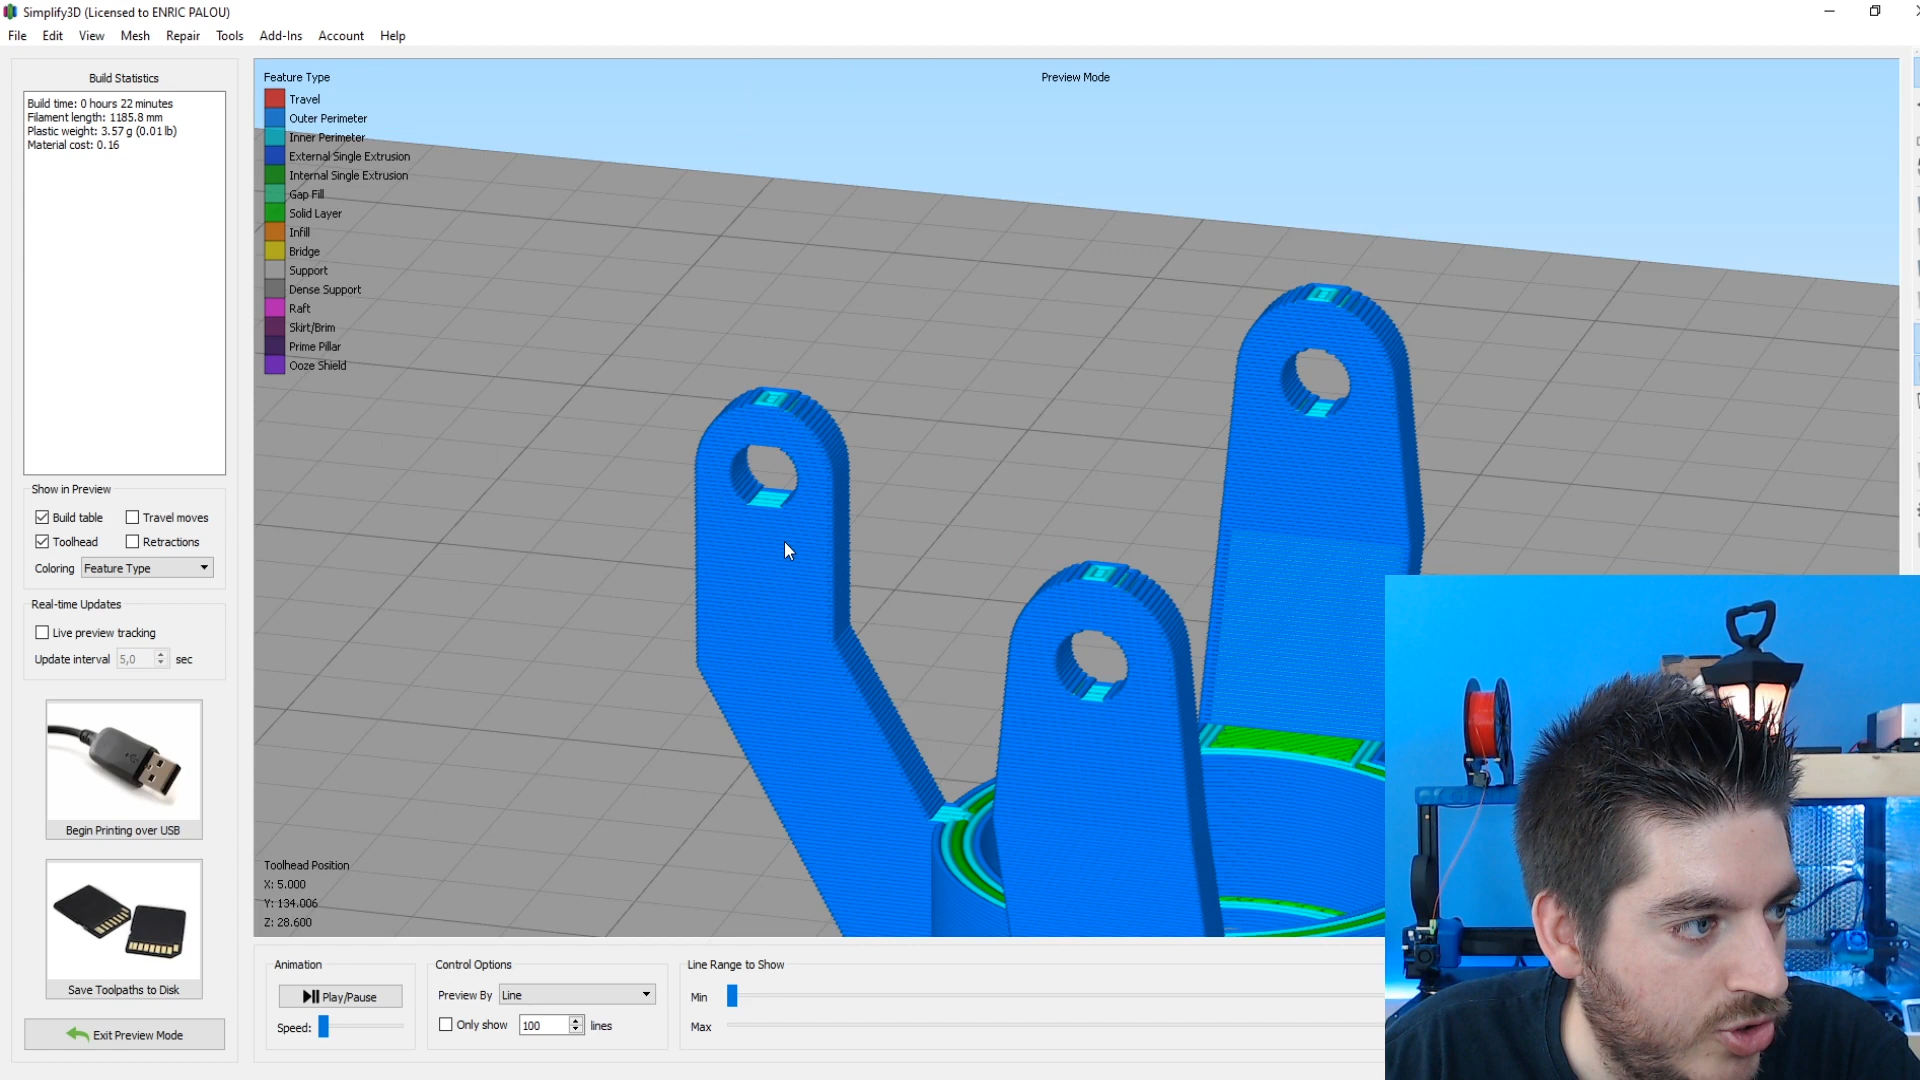 Simplify3D (Licensed to ENRIC PALOU)
File Edit View Mesh Repair Tools Add-Ins Account Help
Build Statistics
Build time: 0 hours 22 minutes
Filament length: 1185.8 mm
Plastic weight: 3.57 g (0.01 lb)
Material cost: 0.16
Show in Preview
Build table
Travel moves
Toolhead
Retractions
Coloring Feature Type
Real-time Updates
Live preview tracking
Update interval 5,0 sec
Begin Printing over USB
Save Toolpaths to Disk
Exit Preview Mode
Feature Type
Travel
Outer Perimeter
Inner Perimeter
External Single Extrusion
Internal Single Extrusion
Gap Fill
Solid Layer
Infill
Bridge
Support
Dense Support
Raft
Skirt/Brim
Prime Pillar
Ooze Shield
Preview Mode
Toolhead Position
X: 5.000
Y: 134.006
Z: 28.600
Animation
Play/Pause
Speed:
Control Options
Preview By Line
Only show 100 lines
Line Range to Show
Min
Max